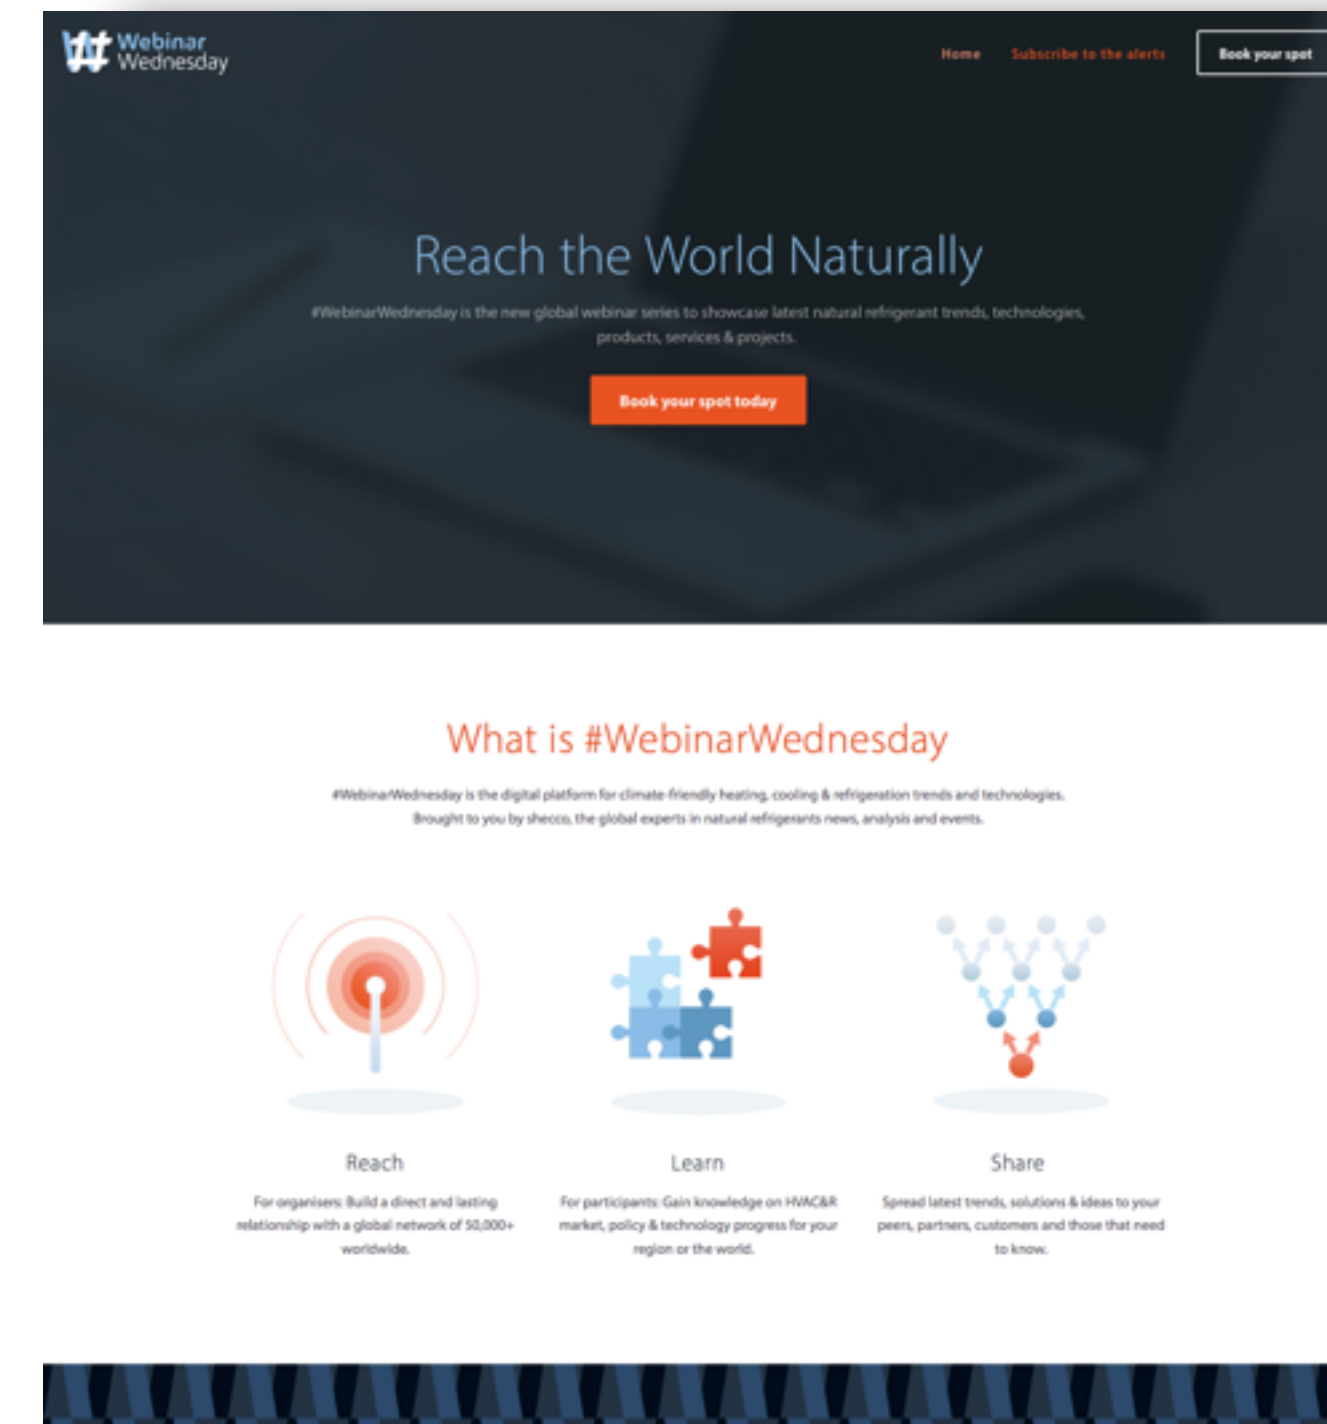 Webinar
Wednesday
Home Subscribe to the alerts Book your spot
Reach the World Naturally
#WebinarWednesday is the new global webinar series to showcase latest natural refrigerant trends, technologies,
products, services & projects.
Book your spot today
What is #WebinarWednesday
#WebinarWednesday is the digital platform for climate-friendly heating, cooling & refrigeration trends and technologies.
Brought to you by shecco, the global experts in natural refrigerants news, analysis and events.
Reach
For organisers: Build a direct and lasting
relationship with a global network of 50,000+
worldwide.
Learn
For participants: Gain knowledge on HVAC&R
market, policy & technology progress for your
region or the world.
Share
Spread latest trends, solutions & ideas to your
peers, partners, customers and those that need
to know.